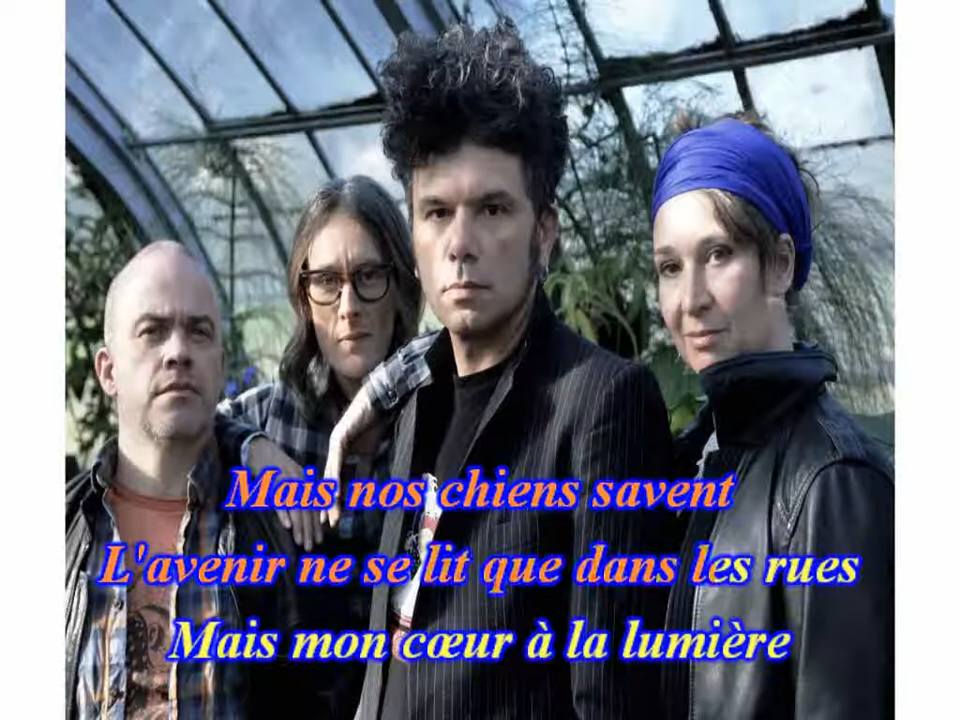 Mais nos chiens savent
L'avenir ne se lit que dans les rues
Mais mon cœur à la lumière